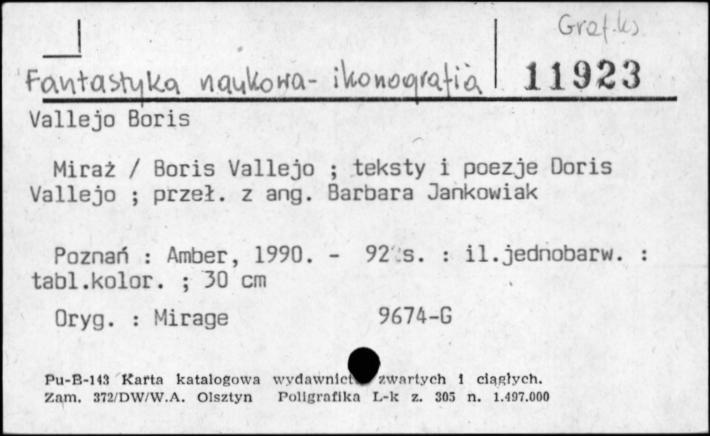 Grafika
Fantastyka naukowa - ikonografia
11923
Vallejo Boris
Miraż / Boris Vallejo ; teksty i poezje Doris
Vallejo ; przeł. z ang. Barbara Jankowiak
Poznań : Amber, 1990. - 92 s. : il.jednobarw. :
tabl.kolor. ; 30 cm
Oryg. : Mirage 9674-G
Pu-B-143 Karta katalogowa wydawnict zwartych i ciągłych.
Zam. 372/DW/W.A. Olsztyn Poligrafika L-k z. 305 n. 1.497.000